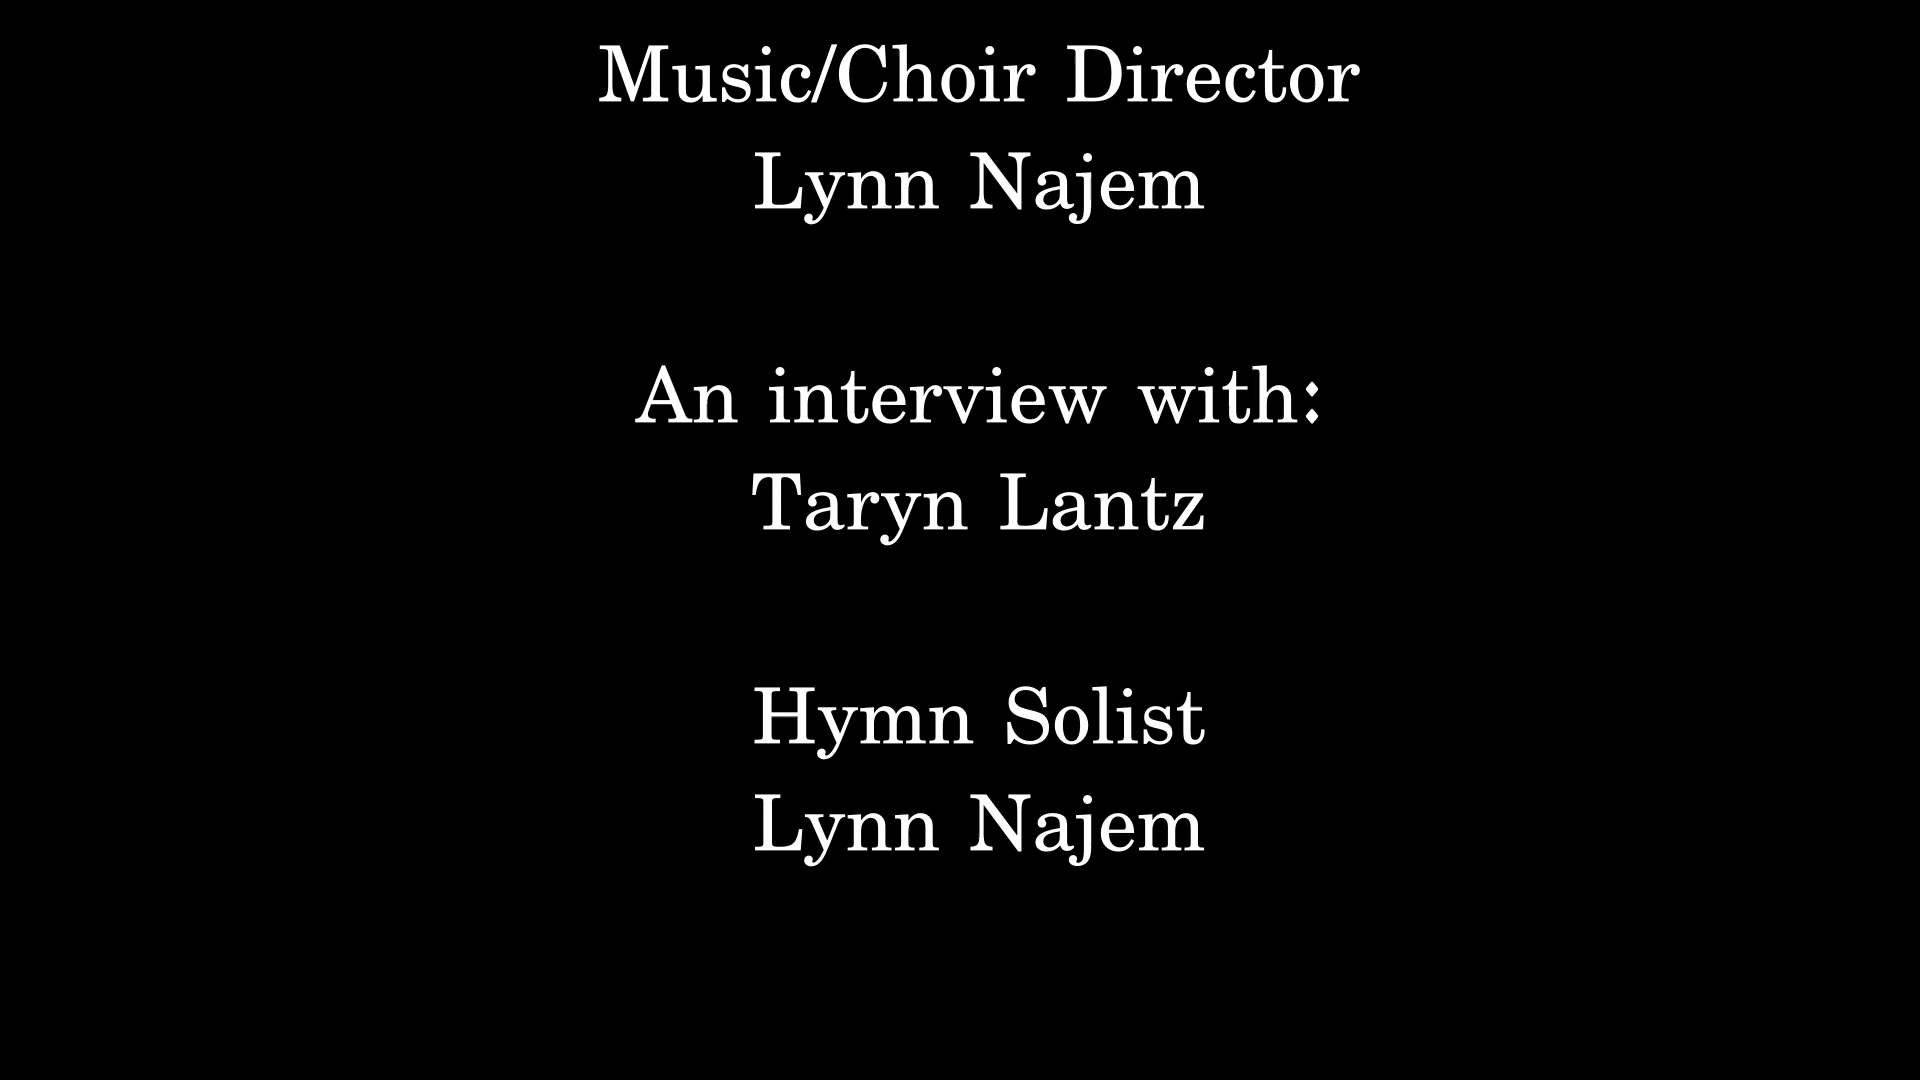 Music/Choir Director
Lynn Najem
An interview with:
Taryn Lantz
Hymn Solist
Lynn Najem